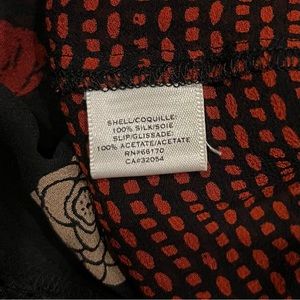 SHELL/COQUILLE:
100% SILK/SOIE
SLIP/GLISSADE:
100% ACETATE/ACETATE
RN#66170
CA#32054